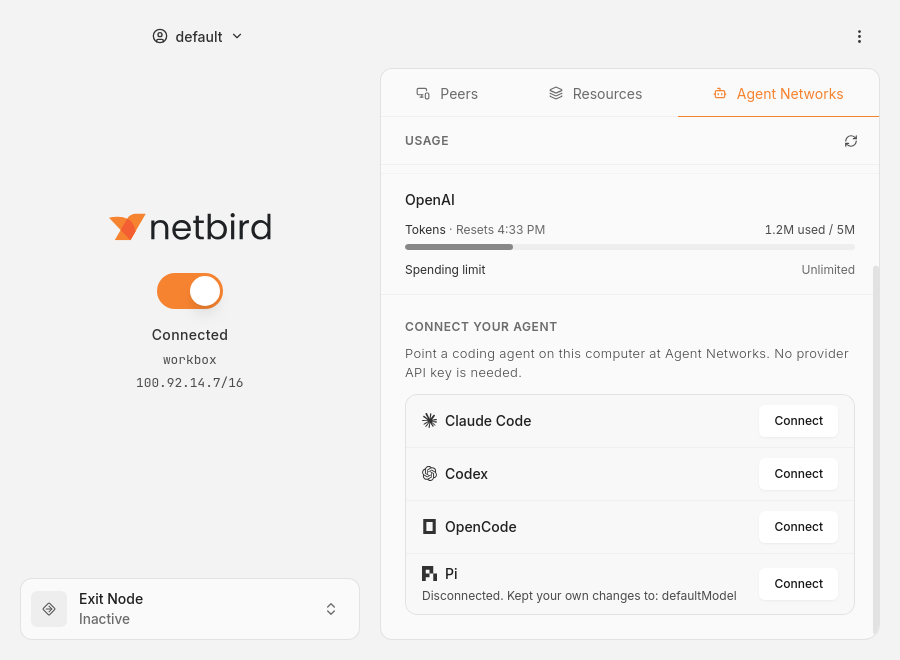 default
netbird
Connected
workbox
100.92.14.7/16
Exit Node
Inactive
Peers
Resources
Agent Networks
USAGE
OpenAI
Tokens · Resets 4:33 PM
1.2M used / 5M
Spending limit
Unlimited
CONNECT YOUR AGENT
Point a coding agent on this computer at Agent Networks. No provider
API key is needed.
Claude Code
Connect
Codex
Connect
OpenCode
Connect
Pi
Disconnected. Kept your own changes to: defaultModel
Connect